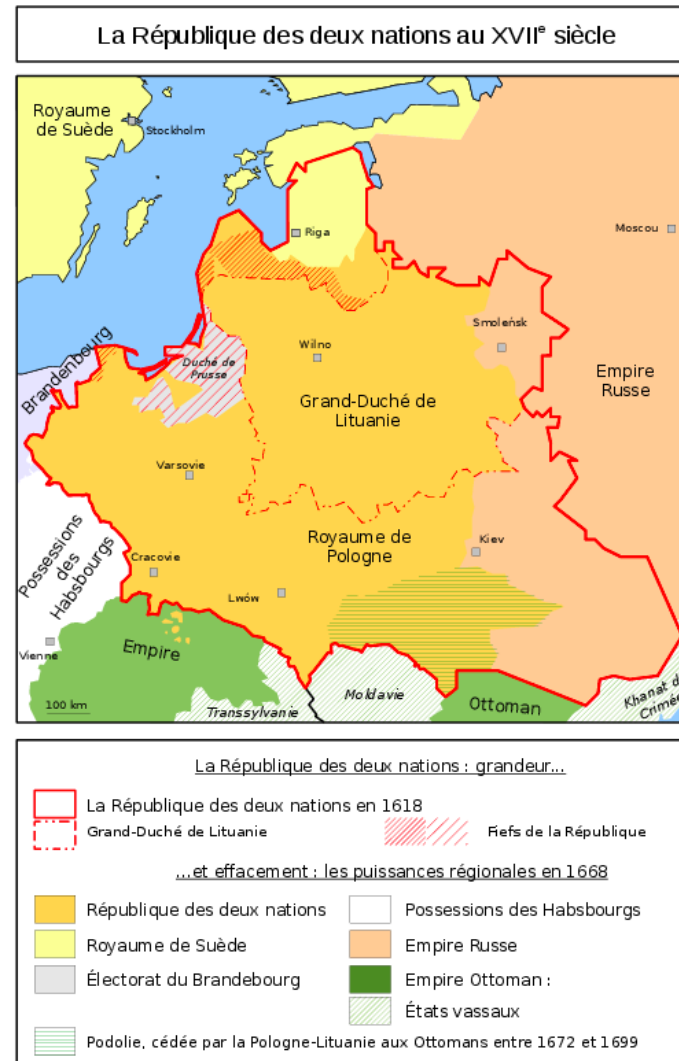 La République des deux nations au XVIIe siècle
Royaume
de Suède
Stockholm
Riga
Moscou
Smoleńsk
Wilno
Duché de
Prusse
Brandenbourg
Grand-Duché de
Lituanie
Empire
Russe
Varsovie
Royaume de
Pologne
Kiev
Possessions
des
Habsbourgs
Cracovie
Lwów
Vienne
Empire
Moldavie
Ottoman
Khanat de
Crimée
100 km
Transsylvanie
La République des deux nations : grandeur...
La République des deux nations en 1618
Grand-Duché de Lituanie
Fiefs de la République
...et effacement : les puissances régionales en 1668
République des deux nations
Possessions des Habsbourgs
Royaume de Suède
Empire Russe
Électorat du Brandebourg
Empire Ottoman :
États vassaux
Podolie, cédée par la Pologne-Lituanie aux Ottomans entre 1672 et 1699